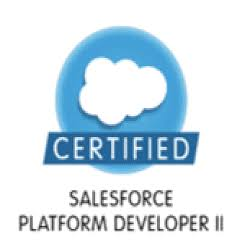 CERTIFIED
SALESFORCE
PLATFORM DEVELOPER II